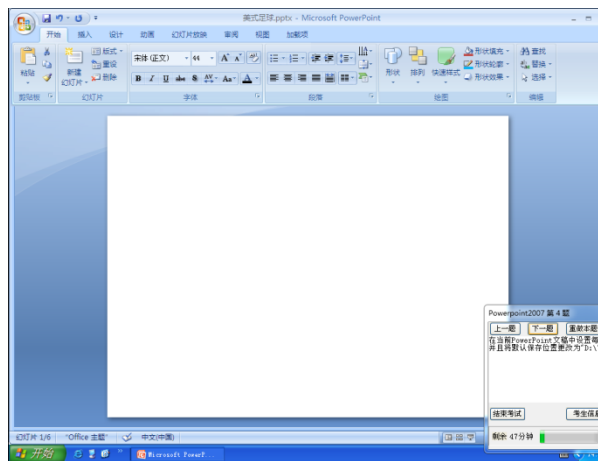 美式足球.pptx - Microsoft PowerPoint
开始 插入 设计 动画 幻灯片放映 审阅 视图 加载项
粘贴
新建
幻灯片
版式
重设
删除
宋体 (正文) 44
B I U abe S AV Aa A
形状 排列 快速样式
形状填充
形状轮廓
形状效果
查找
替换
选择
剪贴板 幻灯片 字体 段落 绘图 编辑
Powerpoint2007 第 4 题
上一题 下一题 重做本题
在当前PowerPoint文稿中设置每
并且将默认保存位置更改为"D:\
结束考试 考生信息
剩余 47分钟
幻灯片 1/6 "Office 主题" 中文(中国)
开始 Microsoft PowerP...